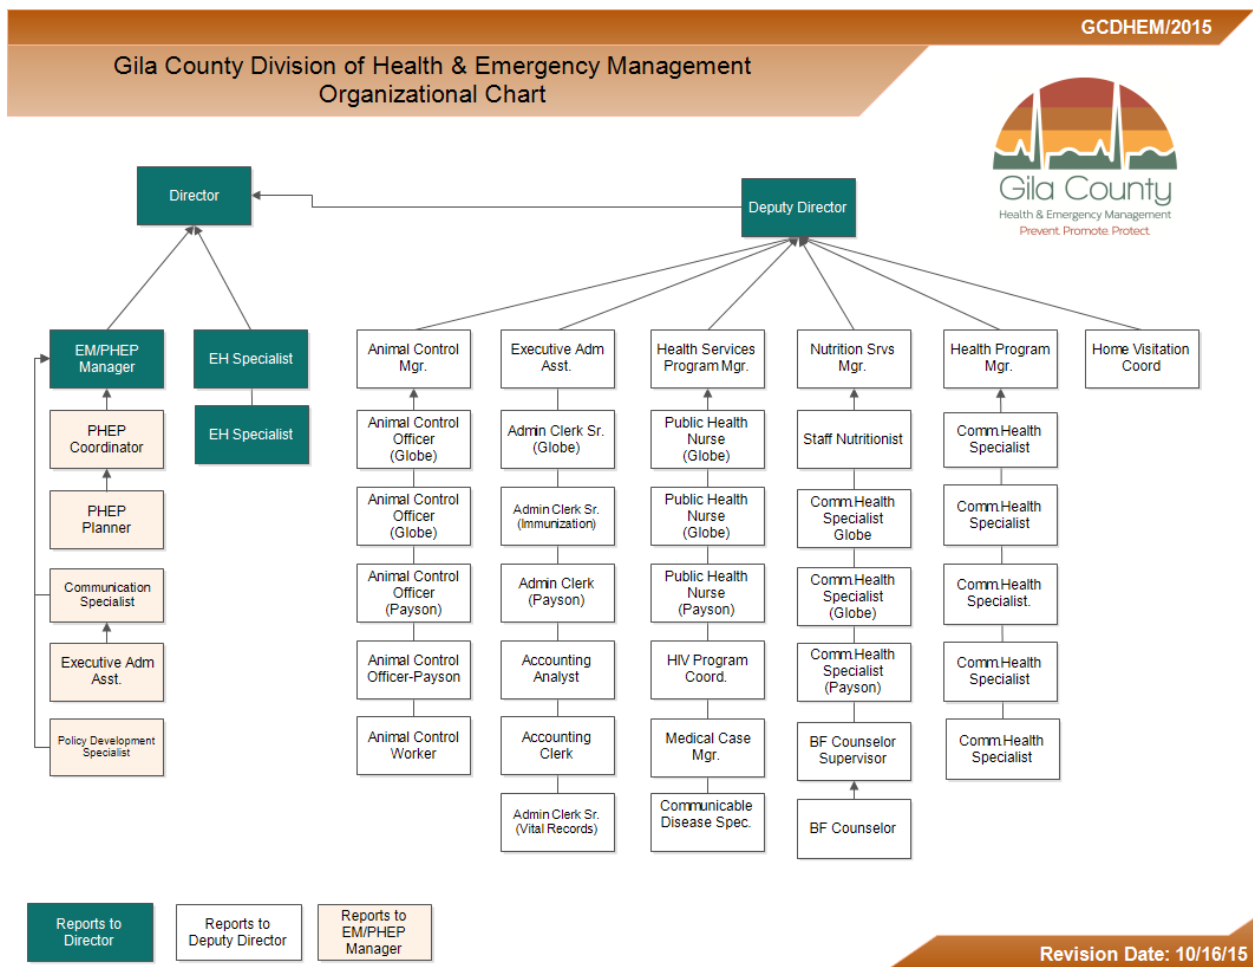 GCDHEM/2015
Gila County Division of Health & Emergency Management
Organizational Chart
Gila County
Health & Emergency Management
Prevent. Promote. Protect.
Director
Deputy Director
EM/PHEP
Manager
PHEP
Coordinator
PHEP
Planner
Communication
Specialist
Executive Adm
Asst.
Policy Development
Specialist
EH Specialist
EH Specialist
Animal Control
Mgr.
Animal Control
Officer
(Globe)
Animal Control
Officer
(Globe)
Animal Control
Officer
(Payson)
Animal Control
Officer-Payson
Animal Control
Worker
Executive Adm
Asst.
Admin Clerk Sr.
(Globe)
Admin Clerk Sr.
(Immunization)
Admin Clerk
(Payson)
Accounting
Analyst
Accounting
Clerk
Admin Clerk Sr.
(Vital Records)
Health Services
Program Mgr.
Public Health
Nurse
(Globe)
Public Health
Nurse
(Globe)
Public Health
Nurse
(Payson)
HIV Program
Coord.
Medical Case
Mgr.
Communicable
Disease Spec.
Nutrition Srvs
Mgr.
Staff Nutritionist
Comm.Health
Specialist
Globe
Comm.Health
Specialist
(Globe)
Comm.Health
Specialist
(Payson)
BF Counselor
Supervisor
BF Counselor
Health Program
Mgr.
Comm.Health
Specialist
Comm.Health
Specialist
Comm.Health
Specialist.
Comm.Health
Specialist
Comm.Health
Specialist
Home Visitation
Coord
Reports to
Director
Reports to
Deputy Director
Reports to
EM/PHEP
Manager
Revision Date: 10/16/15